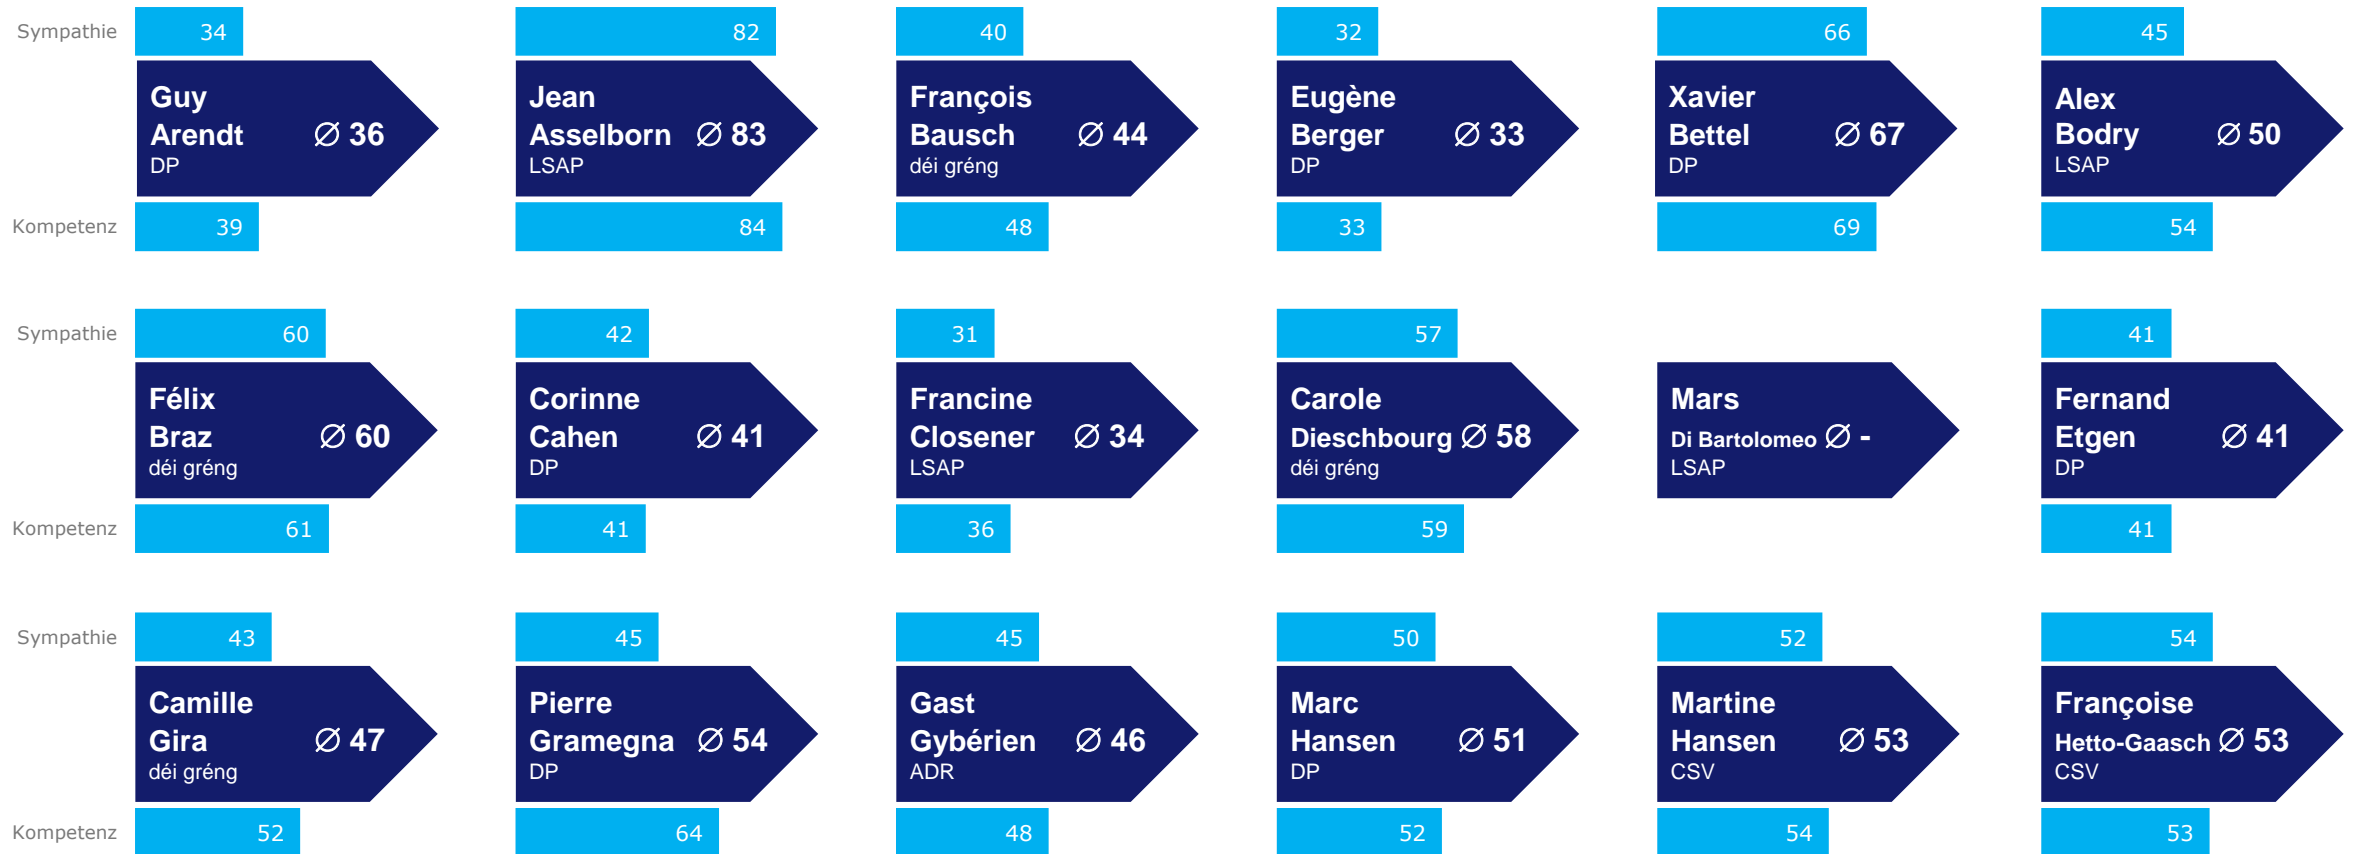 Sympathie 34 82 40 32 66 45
Guy Jean François Eugène Xavier Alex
Arendt Ø 36 Asselborn Ø 83 Bausch Ø 44 Berger Ø 33 Bettel Ø 67 Bodry Ø 50
DP LSAP déi gréng DP DP LSAP
Kompetenz 39 84 48 33 69 54
Sympathie 60 42 31 57 41
Félix Corinne Francine Carole Mars Fernand
Braz Ø 60 Cahen Ø 41 Closener Ø 34 Dieschbourg Ø 58 Di Bartolomeo Ø - Etgen Ø 41
déi gréng DP LSAP déi gréng LSAP DP
Kompetenz 61 41 36 59 41
Sympathie 43 45 45 50 52 54
Camille Pierre Gast Marc Martine Françoise
Gira Ø 47 Gramegna Ø 54 Gybérien Ø 46 Hansen Ø 51 Hansen Ø 53 Hetto-Gaasch Ø 53
déi gréng DP ADR DP CSV CSV
Kompetenz 52 64 48 52 54 53